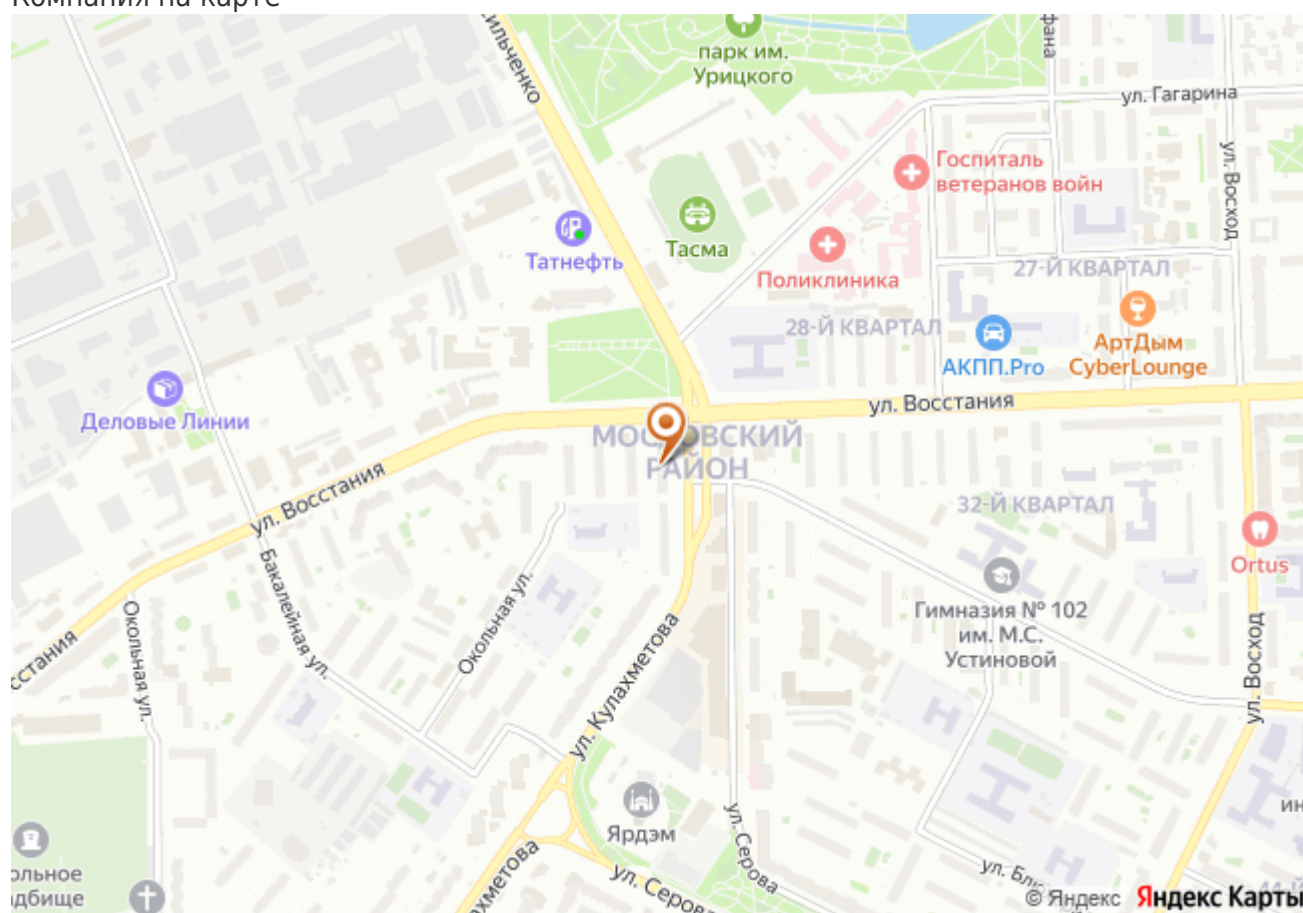 Компания на карте
парк им.
Урицкого
ул. Гагарина
ул. Восход
Госпиталь
ветеранов войн
Тасма
Татнефть
Поликлиника
27-Й КВАРТАЛ
28-Й КВАРТАЛ
АКПП.Pro
АртДым
CyberLounge
Деловые Линии
ул. Восстания
МОСКОВСКИЙ
РАЙОН
ул. Восстания
32-Й КВАРТАЛ
Ortus
Гимназия № 102
им. М.С.
Устиновой
Бакалейная ул.
Окольная ул.
Окольная ул.
ул. Кулахметова
ул. Восход
Ярдэм
ул. Серова
ул. Серова
© Яндекс Яндекс Карты